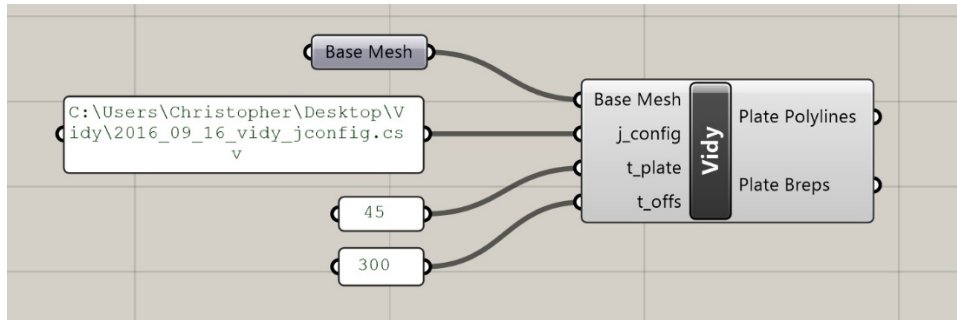 Base Mesh
C:\Users\Christopher\Desktop\V
idy\2016_09_16_vidy_jconfig.cs
v
45
300
Base Mesh
j_config
t_plate
t_offs
Vidy
Plate Polylines
Plate Breps